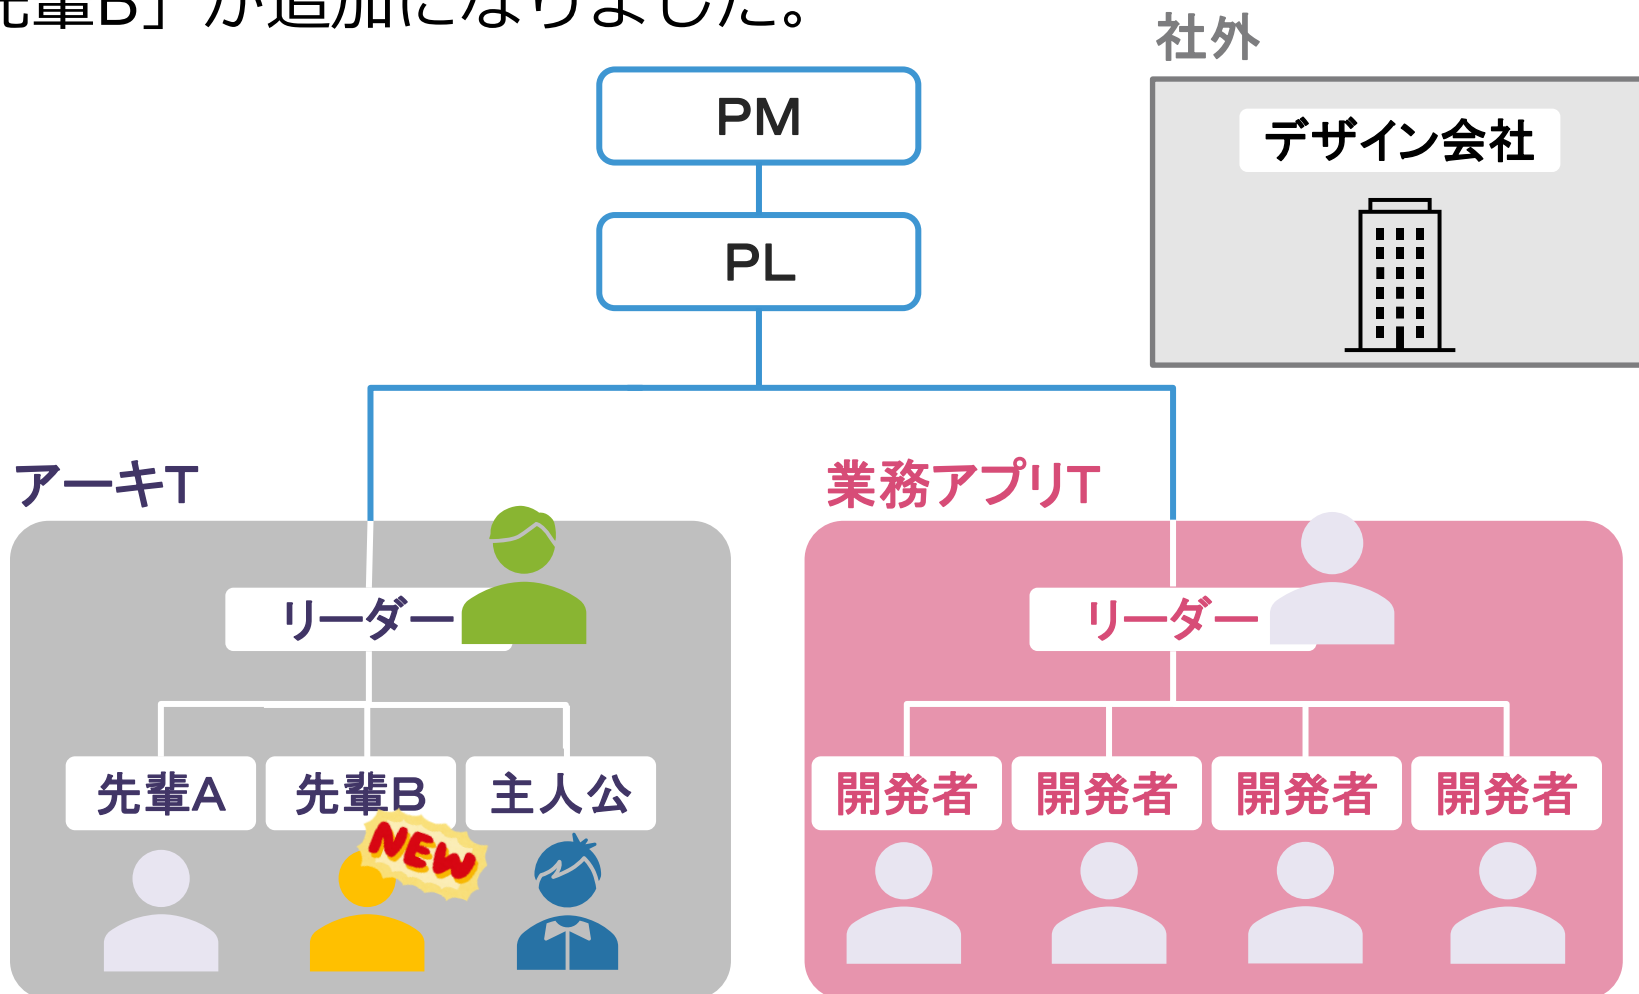 先輩B」が追加になりました。
社外
PM
デザイン会社
PL
アーキT
業務アプリT
リーダー
リーダー
先輩A
先輩B
主人公
開発者
開発者
開発者
開発者
NEW